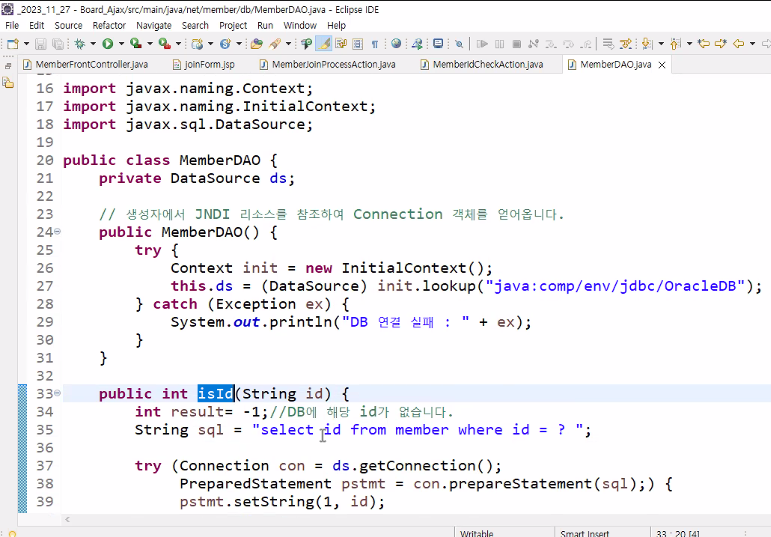 _2023_11_27 - Board_Ajax/src/main/java/net/member/db/MemberDAO.java - Eclipse IDE
File Edit Source Refactor Navigate Search Project Run Window Help
MemberFrontController.java joinForm.jsp MemberJoinProcessAction.java MemberIdCheckAction.java MemberDAO.java
16 import javax.naming.Context;
17 import javax.naming.InitialContext;
18 import javax.sql.DataSource;
19
20 public class MemberDAO {
21 private DataSource ds;
22
23 // 생성자에서 JNDI 리소스를 참조하여 Connection 객체를 얻어옵니다.
24 public MemberDAO() {
25 try {
26 Context init = new InitialContext();
27 this.ds = (DataSource) init.lookup("java:comp/env/jdbc/OracleDB");
28 } catch (Exception ex) {
29 System.out.println("DB 연결 실패 : " + ex);
30 }
31 }
32
33 public int isId(String id) {
34 int result= -1;//DB에 해당 id가 없습니다.
35 String sql = "select id from member where id = ? ";
36
37 try (Connection con = ds.getConnection();
38 PreparedStatement pstmt = con.prepareStatement(sql);) {
39 pstmt.setString(1, id);
Writable Smart Insert 33 : 20 [4]